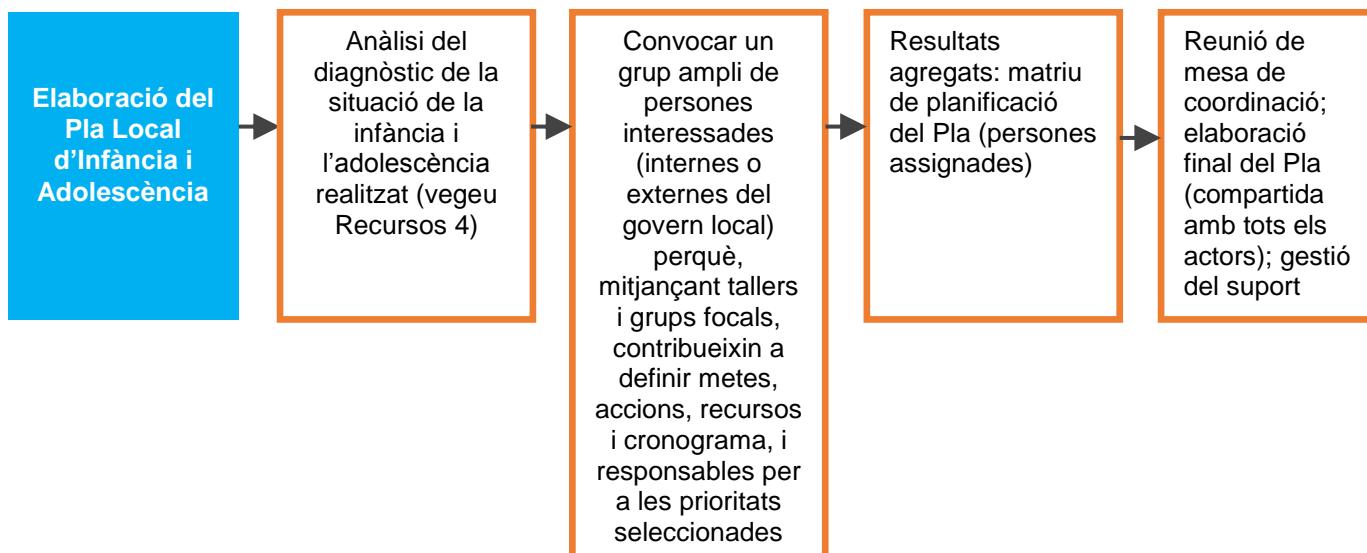 Elaboració del
Pla Local
d’Infància i
Adolescència
Anàlisi del
diagnòstic de la
situació de la
infància i
l’adolescència
realitzat (vegeu
Recursos 4)
Convocar un
grup ampli de
persones
interessades
(internes o
externes del
govern local)
perquè,
mitjançant tallers
i grups focals,
contribueixin a
definir metes,
accions, recursos
i cronograma, i
responsables per
a les prioritats
seleccionades
Resultats
agregats: matriu
de planificació
del Pla (persones
assignades)
Reunió de
mesa de
coordinació;
elaboració
final del Pla
(compartida
amb tots els
actors); gestió
del suport